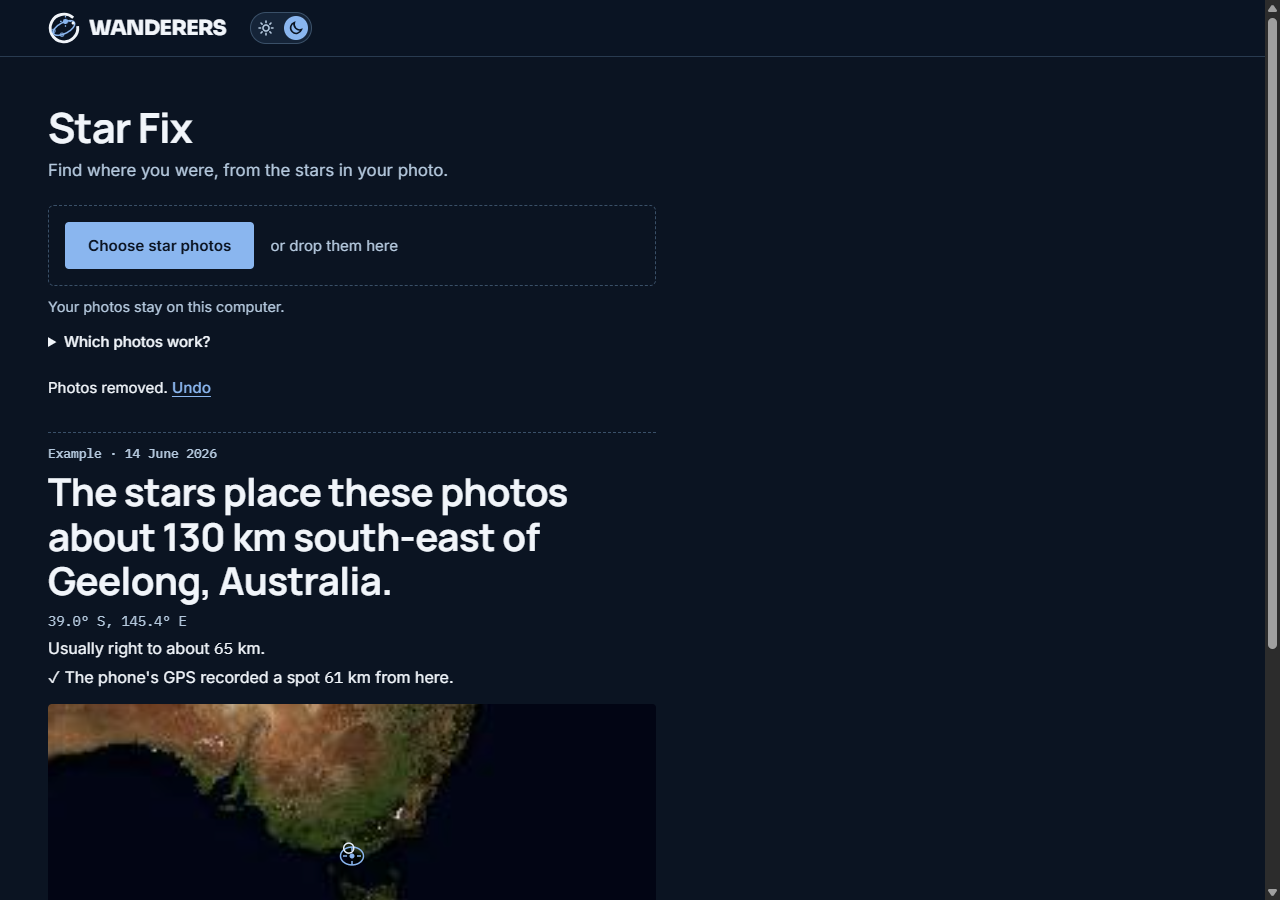 WANDERERS
Star Fix
Find where you were, from the stars in your photo.
Choose star photos
or drop them here
Your photos stay on this computer.
Which photos work?
Photos removed. Undo
Example · 14 June 2026
The stars place these photos
about 130 km south-east of
Geelong, Australia.
39.0° S, 145.4° E
Usually right to about 65 km.
✓ The phone's GPS recorded a spot 61 km from here.